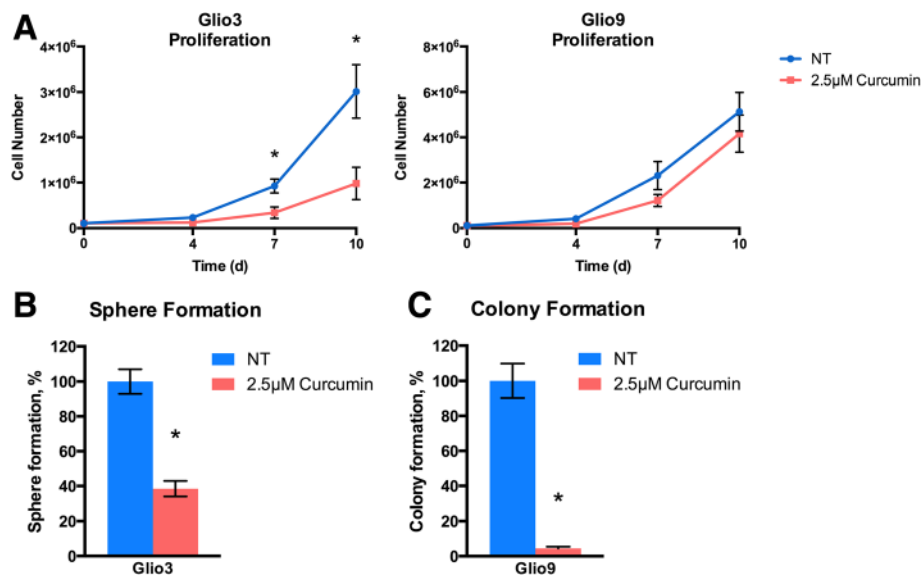 A
Glio3
Proliferation
Cell Number
4×10⁶
3×10⁶
2×10⁶
1×10⁶
0
*
*
0
4
7
10
Time (d)
Glio9
Proliferation
Cell Number
8×10⁶
6×10⁶
4×10⁶
2×10⁶
0
0
4
7
10
Time (d)
NT
2.5μM Curcumin
B
Sphere Formation
Sphere formation, %
120
100
80
60
40
20
0
*
Glio3
NT
2.5μM Curcumin
C
Colony Formation
Colony formation, %
120
100
80
60
40
20
0
*
Glio9
NT
2.5μM Curcumin